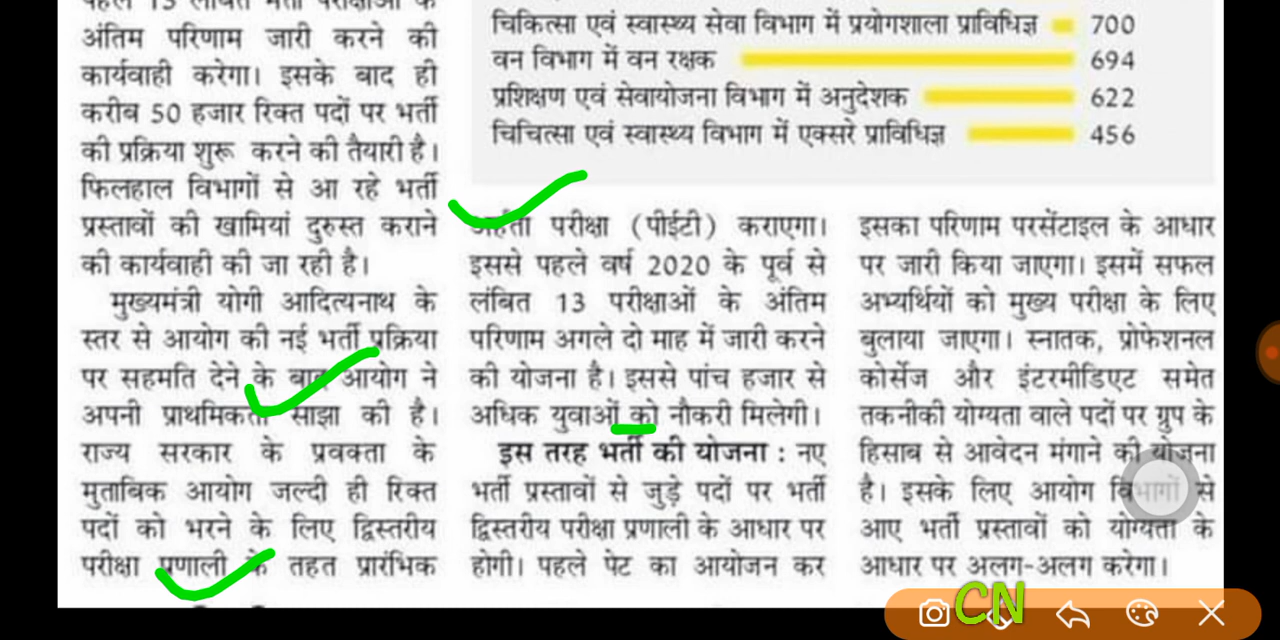 अंतिम परिणाम जारी करने की
कार्यवाही करेगा। इसके बाद ही
करीब 50 हजार रिक्त पदों पर भर्ती
की प्रक्रिया शुरू करने की तैयारी है।
फिलहाल विभागों से आ रहे भर्ती
प्रस्तावों की खामियां दुरुस्त कराने
की कार्यवाही की जा रही है।
मुख्यमंत्री योगी आदित्यनाथ के
स्तर से आयोग की नई भर्ती प्रक्रिया
पर सहमति देने के बाद आयोग ने
अपनी प्राथमिकता साझा की है।
राज्य सरकार के प्रवक्ता के
मुताबिक आयोग जल्दी ही रिक्त
पदों को भरने के लिए द्विस्तरीय
परीक्षा प्रणाली के तहत प्रारंभिक
चिकित्सा एवं स्वास्थ्य सेवा विभाग में प्रयोगशाला प्राविधिज्ञ 700
वन विभाग में वन रक्षक 694
प्रशिक्षण एवं सेवायोजना विभाग में अनुदेशक 622
चिचित्सा एवं स्वास्थ्य विभाग में एक्सरे प्राविधिज्ञ 456
अर्हता परीक्षा (पीईटी) कराएगा।
इससे पहले वर्ष 2020 के पूर्व से
लंबित 13 परीक्षाओं के अंतिम
परिणाम अगले दो माह में जारी करने
की योजना है। इससे पांच हजार से
अधिक युवाओं को नौकरी मिलेगी।
इस तरह भर्ती की योजना : नए
भर्ती प्रस्तावों से जुड़े पदों पर भर्ती
द्विस्तरीय परीक्षा प्रणाली के आधार पर
होगी। पहले पेट का आयोजन कर
इसका परिणाम परसेंटाइल के आधार
पर जारी किया जाएगा। इसमें सफल
अभ्यर्थियों को मुख्य परीक्षा के लिए
बुलाया जाएगा। स्नातक, प्रोफेशनल
कोर्सेज और इंटरमीडिएट समेत
तकनीकी योग्यता वाले पदों पर ग्रुप के
हिसाब से आवेदन मंगाने की योजना
है। इसके लिए आयोग विभागों से
आए भर्ती प्रस्तावों को योग्यता के
आधार पर अलग-अलग करेगा।
CN